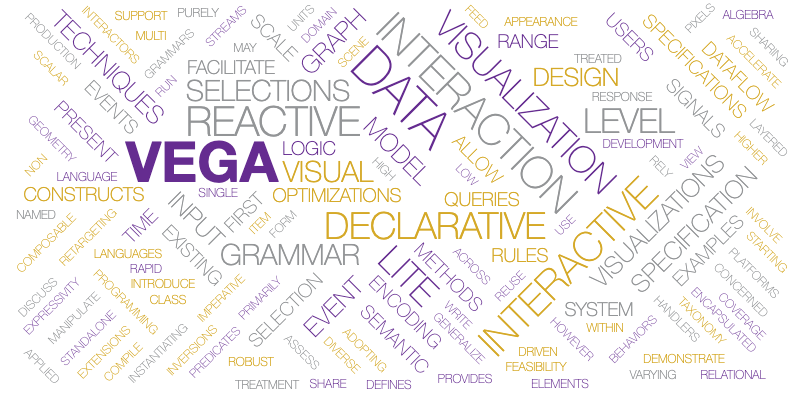 SUPPORT
PURELY
STREAMS
UNITS
DOMAIN
FEED
APPEARANCE
PIXELS
ALGEBRA
INTERACTORS
MULTI
GRAMMARS
SCALE
GRAPH
SCENE
INTERACTION
VISUALIZATION
RANGE
USERS
SPECIFICATIONS
DATAFLOW
SHARING
ACCELERATE
PRODUCTION
TECHNIQUES
MAY
FACILITATE
DATA
TREATED
DESIGN
SCALAR
EVENTS
RUN
SELECTIONS
RESPONSE
SIGNALS
LAYERED
PRESENT
REACTIVE
MODEL
LEVEL
HIGHER
GEOMETRY
VEGA
LOGIC
ALLOW
DEVELOPMENT
RELY
VIEW
NON
LANGUAGE
VISUAL
HIGH
LOW
CONSTRUCTS
SINGLE
OPTIMIZATIONS
QUERIES
INTERACTIVE
VISUALIZATIONS
SPECIFICATION
NAMED
COMPOSABLE
RETARGETING
TIME
INPUT
FIRST
ITEM
FORM
DECLARATIVE
USE
EXAMPLES
INVOLVE
STARTING
LANGUAGES
EXISTING
GRAMMAR
LITE
METHODS
ACROSS
RULES
PLATFORMS
RAPID
INTRODUCE
CLASS
PROGRAMMING
IMPERATIVE
PRIMARILY
SELECTION
EVENT
ENCODING
WRITE
REUSE
CONCERNED
DISCUSS
EXPRESSIVITY
MANIPULATE
STANDALONE
EXTENSIONS
COMPILE
INSTANTIATING
INVERSIONS
PREDICATES
SEMANTIC
GENERALIZE
SYSTEM
WITHIN
HANDLERS
TAXONOMY
ENCAPSULATED
COVERAGE
APPLIED
ROBUST
ASSESS
DIVERSE
ADOPTING
DRIVEN
FEASIBILITY
HOWEVER
BEHAVIORS
DEMONSTRATE
TREATMENT
SHARE
DEFINES
PROVIDES
ELEMENTS
VARYING
RELATIONAL